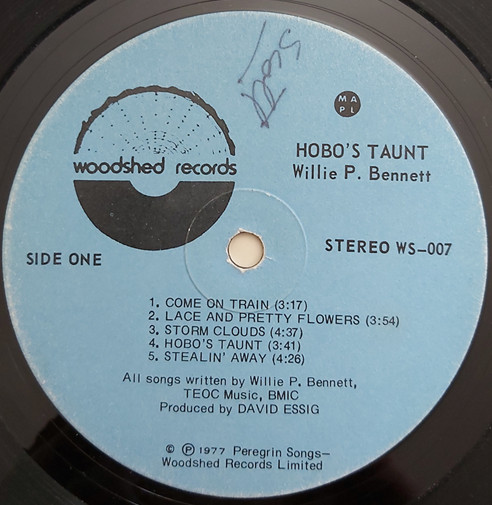 MA
PL
woodshed records
HOBO'S TAUNT
Willie P. Bennett
SIDE ONE
STEREO WS-007
1. COME ON TRAIN (3:17)
2. LACE AND PRETTY FLOWERS (3:54)
3. STORM CLOUDS (4:37)
4. HOBO'S TAUNT (3:41)
5. STEALIN' AWAY (4:26)
All songs written by Willie P. Bennett,
TEOC Music, BMIC
Produced by DAVID ESSIG
© ℗ 1977 Peregrin Songs-
Woodshed Records Limited